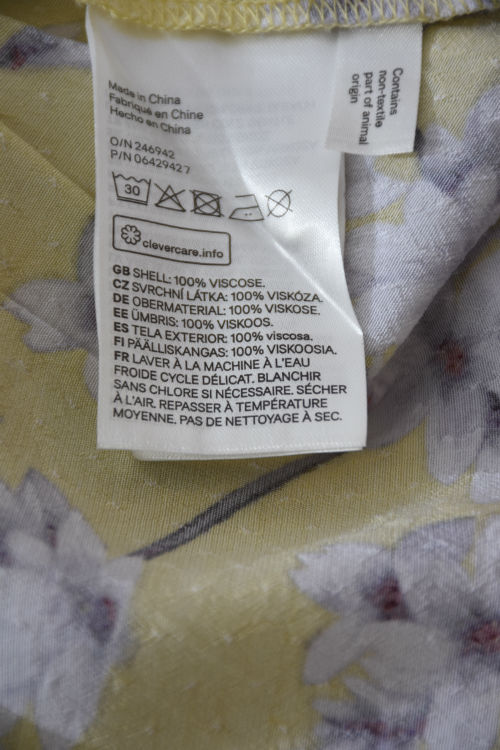 Made in China
Fabriqué en Chine
Hecho en China
O/N 246942
P/N 06429427
30
clevercare.info
GB SHELL: 100% VISCOSE.
CZ SVRCHNÍ LÁTKA: 100% VISKÓZA.
DE OBERMATERIAL: 100% VISKOSE.
EE ÜMBRIS: 100% VISKOOS.
ES TELA EXTERIOR: 100% viscosa.
FI PÄÄLLISKANGAS: 100% VISKOOSIA.
FR LAVER À LA MACHINE À L'EAU
FROIDE CYCLE DÉLICAT. BLANCHIR
SANS CHLORE SI NÉCESSAIRE. SÉCHER
À L'AIR. REPASSER À TEMPÉRATURE
MOYENNE. PAS DE NETTOYAGE À SEC.
Contains
non-textile
part of animal
origin